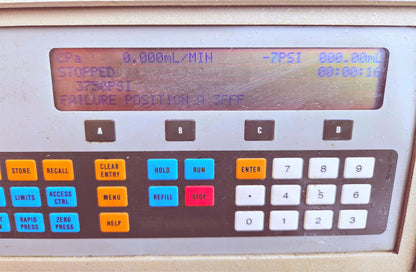 CPa 0.000mL/MIN -7PSI 000.00mL
STOPPED 00:00:16
3750PSI
FAILURE POSITION A 3FFF
A B C D
STORE RECALL CLEAR ENTRY HOLD RUN ENTER 7 8 9
LIMITS ACCESS CTRL MENU REFILL STOP • 4 5 6
RAPID PRESS ZERO PRESS HELP 0 1 2 3